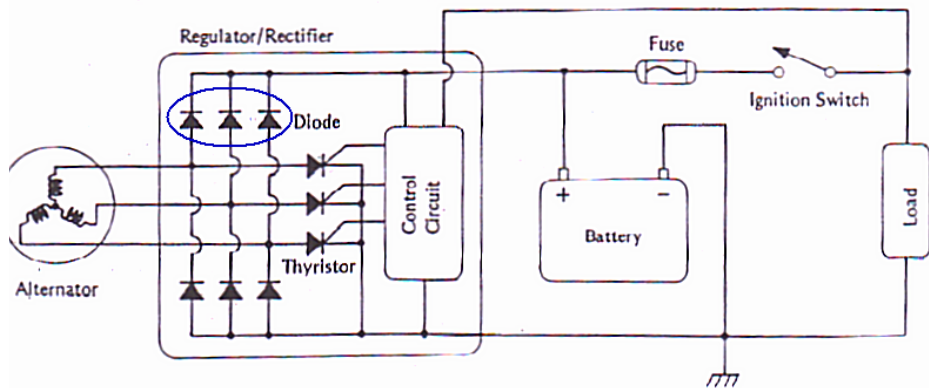 Regulator/Rectifier
Fuse
Ignition Switch
Diode
Control
Circuit
+
−
Battery
Load
Thyristor
Alternator